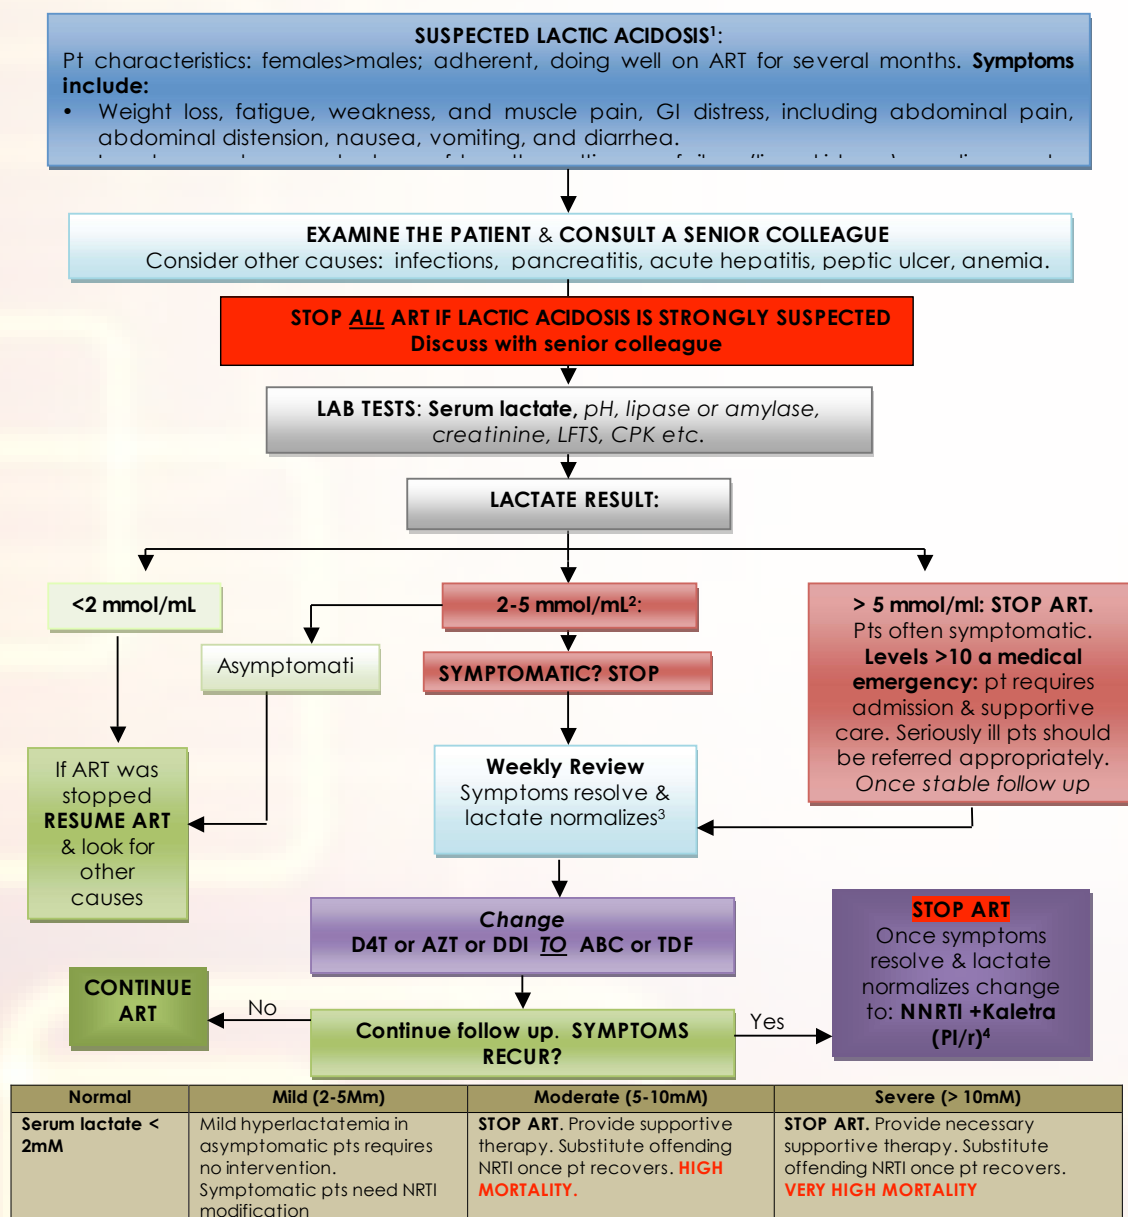 SUSPECTED LACTIC ACIDOSIS¹:
Pt characteristics: females>males; adherent, doing well on ART for several months. Symptoms
include:
• Weight loss, fatigue, weakness, and muscle pain, GI distress, including abdominal pain,
abdominal distension, nausea, vomiting, and diarrhea.
EXAMINE THE PATIENT & CONSULT A SENIOR COLLEAGUE
Consider other causes: infections, pancreatitis, acute hepatitis, peptic ulcer, anemia.
STOP ALL ART IF LACTIC ACIDOSIS IS STRONGLY SUSPECTED
Discuss with senior colleague
LAB TESTS: Serum lactate, pH, lipase or amylase,
creatinine, LFTS, CPK etc.
LACTATE RESULT:
<2 mmol/mL
2-5 mmol/mL²:
> 5 mmol/ml: STOP ART.
Pts often symptomatic.
Levels >10 a medical
emergency: pt requires
admission & supportive
care. Seriously ill pts should
be referred appropriately.
Once stable follow up
Asymptomati
SYMPTOMATIC? STOP
If ART was
stopped
RESUME ART
& look for
other
causes
Weekly Review
Symptoms resolve &
lactate normalizes³
Change
D4T or AZT or DDI TO ABC or TDF
STOP ART
Once symptoms
resolve & lactate
normalizes change
to: NNRTI +Kaletra
(PI/r)⁴
CONTINUE
ART
No
Continue follow up. SYMPTOMS
RECUR?
Yes
Normal
Mild (2-5Mm)
Moderate (5-10mM)
Severe (> 10mM)
Serum lactate <
2mM
Mild hyperlactatemia in
asymptomatic pts requires
no intervention.
Symptomatic pts need NRTI
modification
STOP ART. Provide supportive
therapy. Substitute offending
NRTI once pt recovers. HIGH
MORTALITY.
STOP ART. Provide necessary
supportive therapy. Substitute
offending NRTI once pt recovers.
VERY HIGH MORTALITY